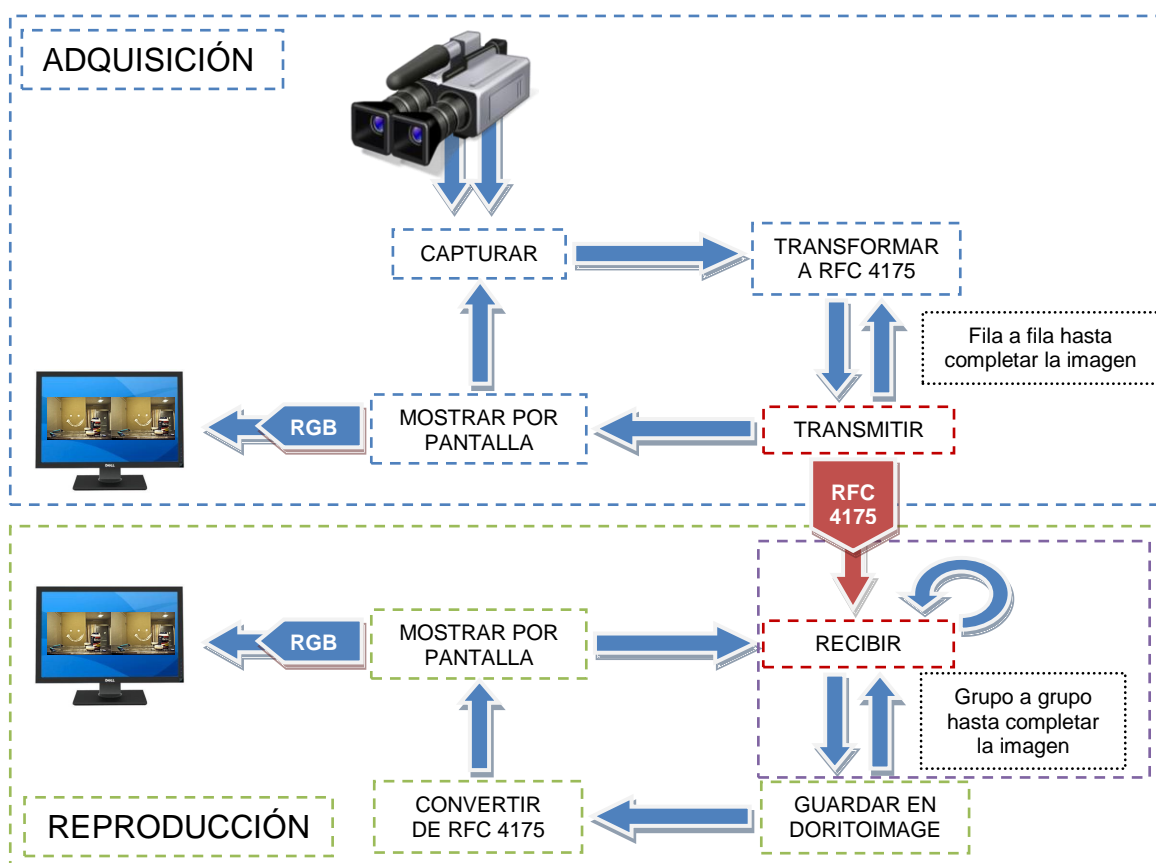 ADQUISICIÓN
CAPTURAR
TRANSFORMAR
A RFC 4175
Fila a fila hasta
completar la imagen
RGB
MOSTRAR POR
PANTALLA
TRANSMITIR
RFC
4175
RGB
MOSTRAR POR
PANTALLA
RECIBIR
Grupo a grupo
hasta completar
la imagen
REPRODUCCIÓN
CONVERTIR
DE RFC 4175
GUARDAR EN
DORITOIMAGE